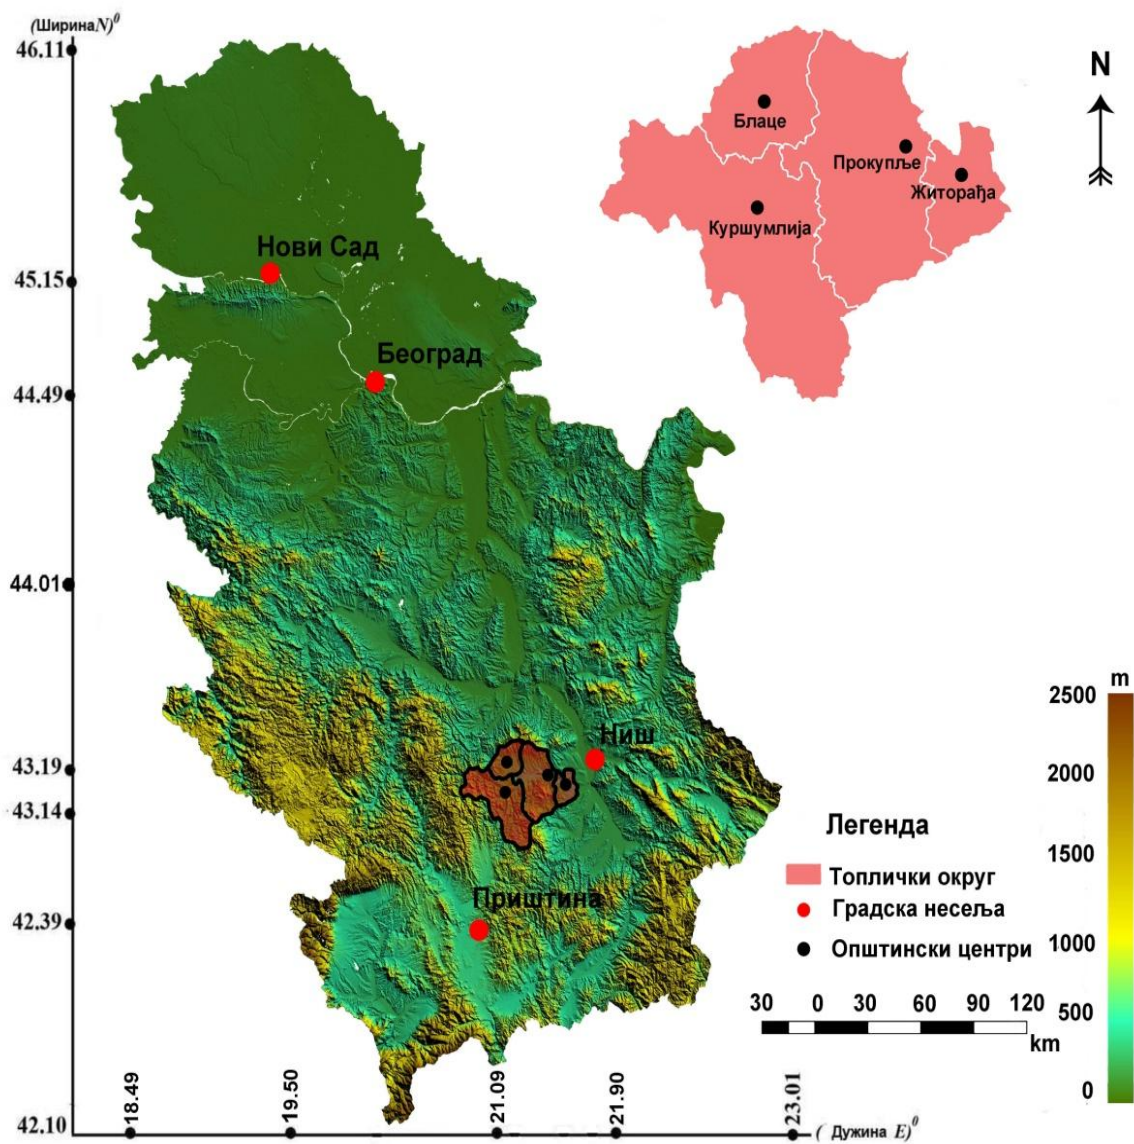 (Ширина N)⁰
46.11
45.15
44.49
44.01
43.19
43.14
42.39
42.10
18.49
19.50
21.09
21.90
23.01
( Дужина E)⁰
Нови Сад
Београд
Ниш
Приштина
Блаце
Прокупље
Житорађа
Куршумлија
N
m
2500
2000
1500
1000
500
0
Легенда
Топлички округ
Градска несеља
Општински центри
30 0 30 60 90 120
km